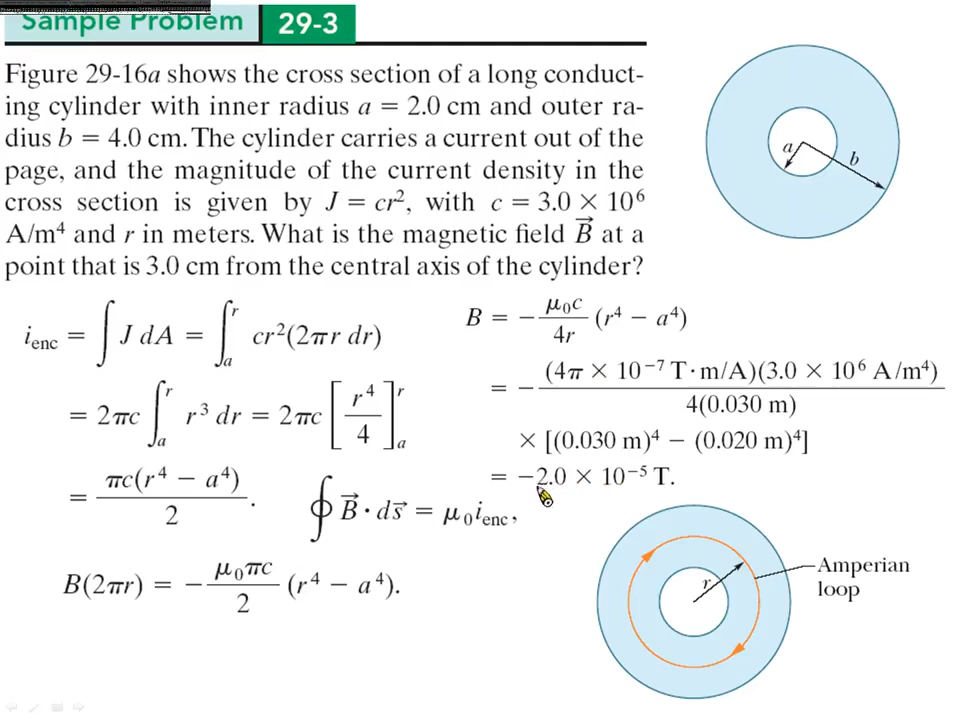 Sample Problem 29-3
Figure 29-16a shows the cross section of a long conduct-
ing cylinder with inner radius a = 2.0 cm and outer ra-
dius b = 4.0 cm. The cylinder carries a current out of the
page, and the magnitude of the current density in the
cross section is given by J = cr², with c = 3.0 × 10⁶
A/m⁴ and r in meters. What is the magnetic field B⃗ at a
point that is 3.0 cm from the central axis of the cylinder?
a
b
i_enc = ∫ J dA = ∫_a^r cr²(2πr dr)
= 2πc ∫_a^r r³ dr = 2πc [r⁴/4]_a^r
= πc(r⁴ − a⁴)/2.
∮ B⃗ · ds⃗ = μ₀i_enc,
B(2πr) = −μ₀πc/2 (r⁴ − a⁴).
B = −μ₀c/4r (r⁴ − a⁴)
= −(4π × 10⁻⁷ T·m/A)(3.0 × 10⁶ A/m⁴)/4(0.030 m)
× [(0.030 m)⁴ − (0.020 m)⁴]
= −2.0 × 10⁻⁵ T.
r
Amperian
loop